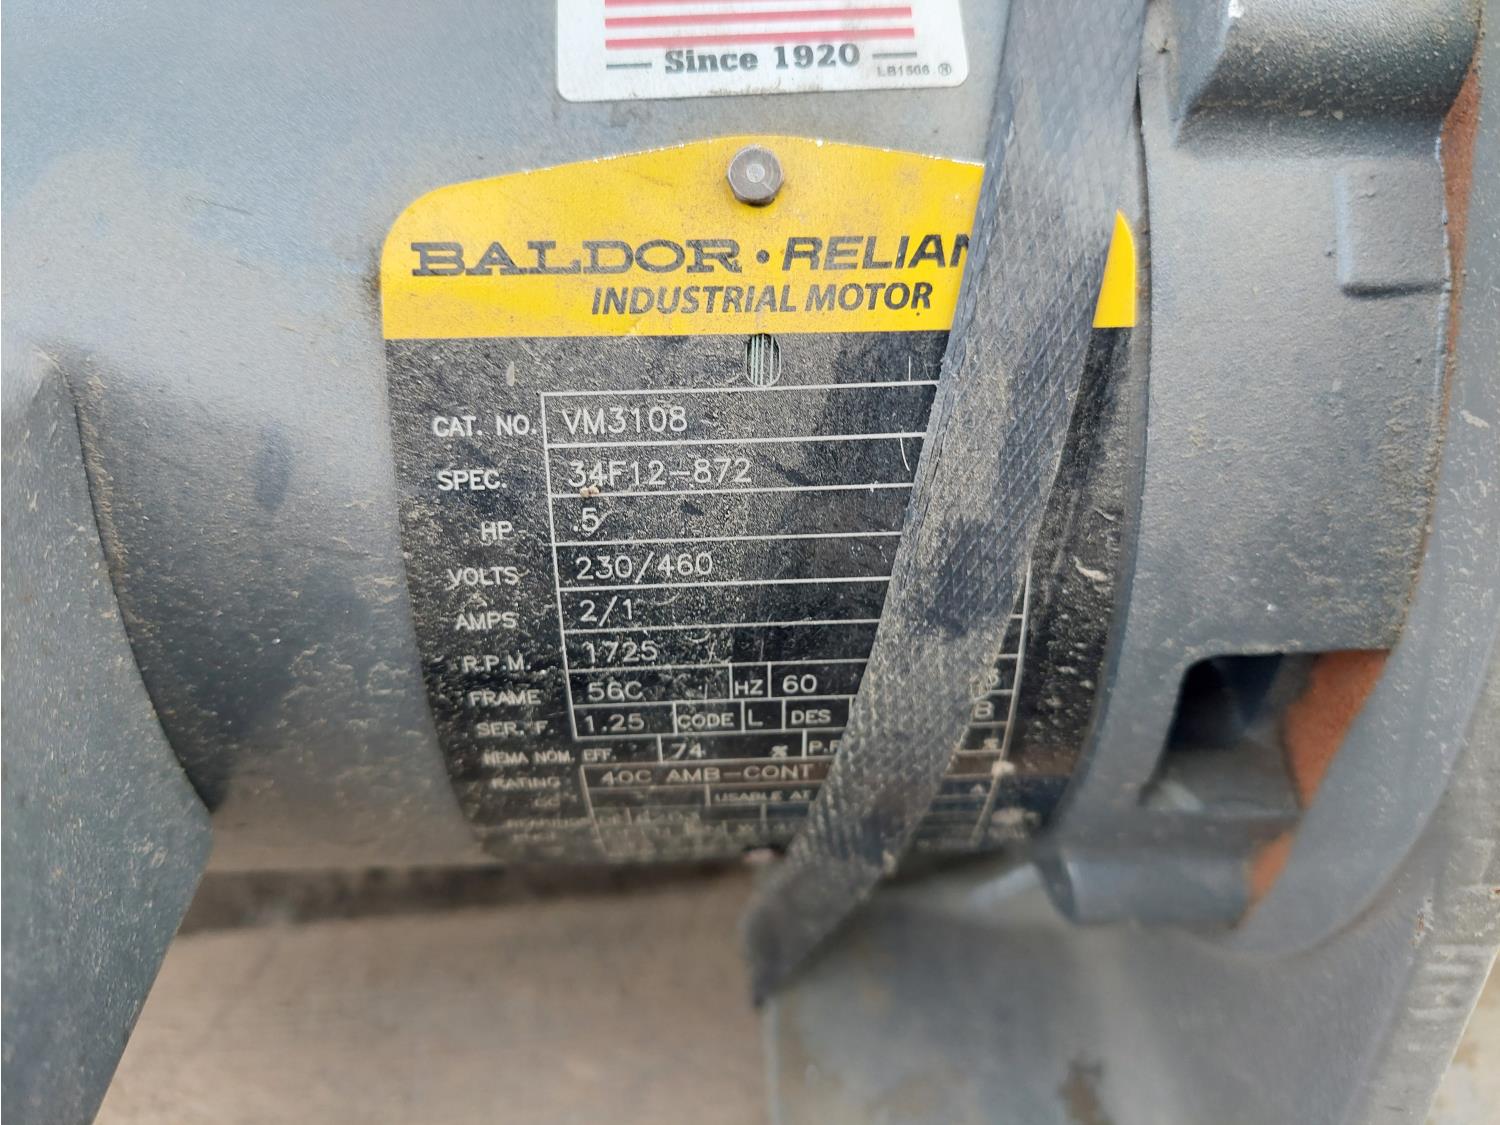 Since 1920
LB1506 ®
BALDOR • RELIAN
INDUSTRIAL MOTOR
CAT. NO. VM3108
SPEC. 34F12-872
HP .5
VOLTS 230/460
AMPS 2/1
R.P.M. 1725
FRAME 56C HZ 60
SER. F. 1.25 CODE L DES B
NEMA NOM. EFF. 74 % P.F %
RATING 40C AMB-CONT
CC USABLE AT A